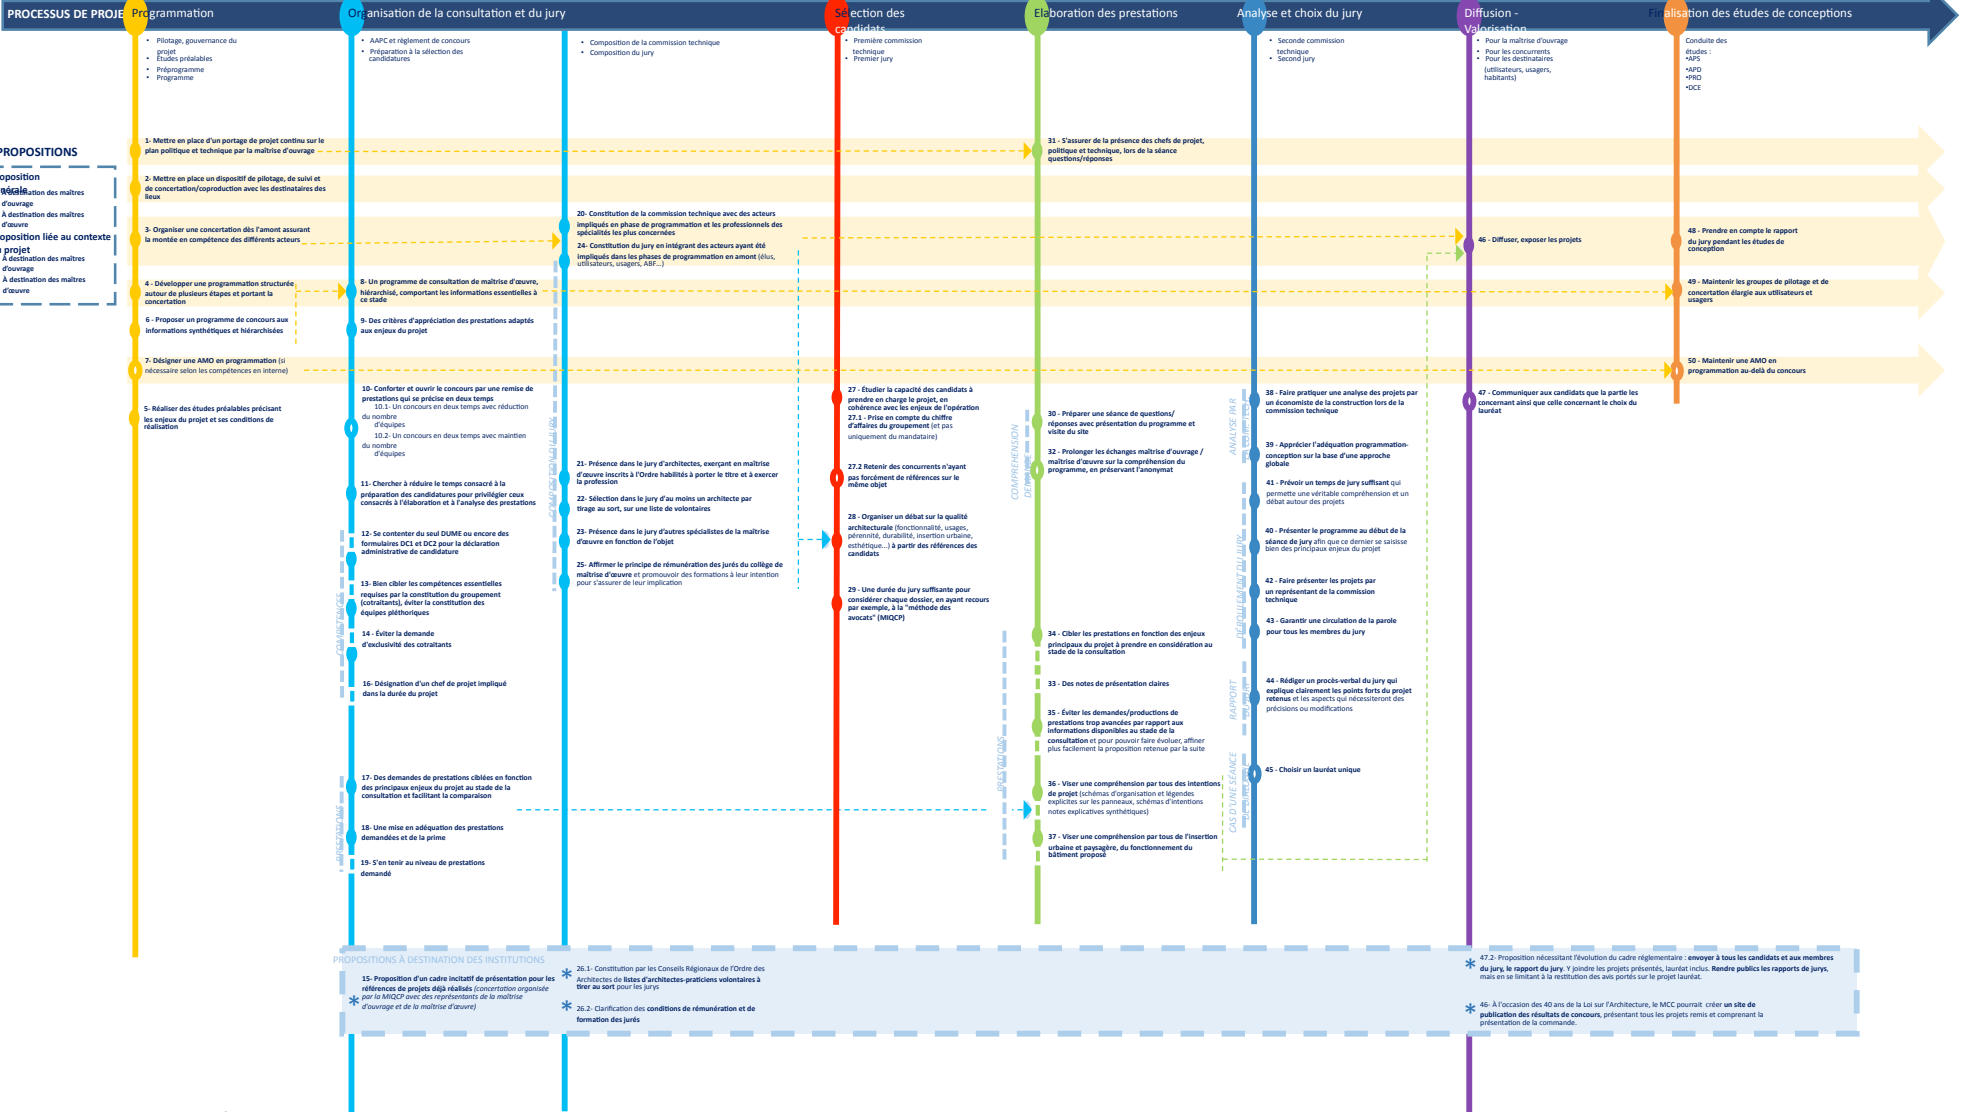 PROCESSUS DE PROJE
Programmation
Organisation de la consultation et du jury
Sélection des
candidats
Elaboration des prestations
Analyse et choix du jury
Diffusion -
Valorisation
Finalisation des études de conceptions
• Pilotage, gouvernance du
projet
• Études préalables
• Préprogramme
• Programme
• AAPC et règlement de concours
• Préparation à la sélection des
candidatures
• Composition de la commission technique
• Composition du jury
• Première commission
technique
• Premier jury
• Seconde commission
technique
• Second jury
• Pour la maîtrise d'ouvrage
• Pour les concurrents
• Pour les destinataires
(utilisateurs, usagers,
habitants)
Conduite des
études :
•APS
•APD
•PRO
•DCE
PROPOSITIONS
oposition
nérale
À destination des maîtres
d'ouvrage
À destination des maîtres
d'œuvre
oposition liée au contexte
projet
À destination des maîtres
d'ouvrage
À destination des maîtres
d'œuvre
1- Mettre en place d'un portage de projet continu sur le
plan politique et technique par la maîtrise d'ouvrage
2- Mettre en place un dispositif de pilotage, de suivi et
de concertation/coproduction avec les destinataires des
lieux
3- Organiser une concertation dès l'amont assurant
la montée en compétence des différents acteurs
4 - Développer une programmation structurée
autour de plusieurs étapes et portant la
concertation
6 - Proposer un programme de concours aux
informations synthétiques et hiérarchisées
7- Désigner une AMO en programmation (si
nécessaire selon les compétences en interne)
5- Réaliser des études préalables précisant
les enjeux du projet et ses conditions de
réalisation
8- Un programme de consultation de maîtrise d'œuvre,
hiérarchisé, comportant les informations essentielles à
ce stade
9- Des critères d'appréciation des prestations adaptés
aux enjeux du projet
10- Conforter et ouvrir le concours par une remise de
prestations qui se précise en deux temps
10.1- Un concours en deux temps avec réduction
du nombre
d'équipes
10.2- Un concours en deux temps avec maintien
du nombre
d'équipes
11- Chercher à réduire le temps consacré à la
préparation des candidatures pour privilégier ceux
consacrés à l'élaboration et à l'analyse des prestations
COMPÉTENCES
12- Se contenter du seul DUME ou encore des
formulaires DC1 et DC2 pour la déclaration
administrative de candidature
13- Bien cibler les compétences essentielles
requises par la constitution du groupement
(cotraitants), éviter la constitution des
équipes pléthoriques
14 - Éviter la demande
d'exclusivité des cotraitants
16- Désignation d'un chef de projet impliqué
dans la durée du projet
PRESTATIONS
17- Des demandes de prestations ciblées en fonction
des principaux enjeux du projet au stade de la
consultation et facilitant la comparaison
18- Une mise en adéquation des prestations
demandées et de la prime
19- S'en tenir au niveau de prestations
demandé
20- Constitution de la commission technique avec des acteurs
impliqués en phase de programmation et les professionnels des
spécialités les plus concernées
24- Constitution du jury en intégrant des acteurs ayant été
impliqués dans les phases de programmation en amont (élus,
utilisateurs, usagers, ABF...)
COMPOSITION DU JURY
21- Présence dans le jury d'architectes, exerçant en maîtrise
d'œuvre inscrits à l'Ordre habilités à porter le titre et à exercer
la profession
22- Sélection dans le jury d'au moins un architecte par
tirage au sort, sur une liste de volontaires
23- Présence dans le jury d'autres spécialistes de la maîtrise
d'œuvre en fonction de l'objet
25- Affirmer le principe de rémunération des jurés du collège de
maîtrise d'œuvre et promouvoir des formations à leur intention
pour s'assurer de leur implication
27 - Étudier la capacité des candidats à
prendre en charge le projet, en
cohérence avec les enjeux de l'opération
27.1 - Prise en compte du chiffre
d'affaires du groupement (et pas
uniquement du mandataire)
27.2 Retenir des concurrents n'ayant
pas forcément de références sur le
même objet
28 - Organiser un débat sur la qualité
architecturale (fonctionnalité, usages,
pérennité, durabilité, insertion urbaine,
esthétique...) à partir des références des
candidats
29 - Une durée du jury suffisante pour
considérer chaque dossier, en ayant recours
par exemple, à la "méthode des
avocats" (MIQCP)
31 - S'assurer de la présence des chefs de projet,
politique et technique, lors de la séance
questions/réponses
COMPREHENSION
30 - Préparer une séance de questions/
réponses avec présentation du programme et
visite du site
32 - Prolonger les échanges maîtrise d'ouvrage /
maîtrise d'œuvre sur la compréhension du
programme, en préservant l'anonymat
PRESTATIONS
34 - Cibler les prestations en fonction des enjeux
principaux du projet à prendre en considération au
stade de la consultation
33 - Des notes de présentation claires
35 - Éviter les demandes/productions de
prestations trop avancées par rapport aux
informations disponibles au stade de la
consultation et pour pouvoir faire évoluer, affiner
plus facilement la proposition retenue par la suite
36 - Viser une compréhension par tous des intentions
de projet (schémas d'organisation et légendes
explicites sur les panneaux, schémas d'intentions
notes explicatives synthétiques)
37 - Viser une compréhension par tous de l'insertion
urbaine et paysagère, du fonctionnement du
bâtiment proposé
ANALYSE PAR
38 - Faire pratiquer une analyse des projets par
un économiste de la construction lors de la
commission technique
39 - Apprécier l'adéquation programmation-
conception sur la base d'une approche
globale
DÉROULEMENT DU JURY
41 - Prévoir un temps de jury suffisant qui
permette une véritable compréhension et un
débat autour des projets
40 - Présenter le programme au début de la
séance de jury afin que ce dernier se saisisse
bien des principaux enjeux du projet
42 - Faire présenter les projets par
un représentant de la commission
technique
43 - Garantir une circulation de la parole
pour tous les membres du jury
RAPPORT
44 - Rédiger un procès-verbal du jury qui
explique clairement les points forts du projet
retenus et les aspects qui nécessiteront des
précisions ou modifications
CAS D'UNE SÉANCE
45 - Choisir un lauréat unique
46 - Diffuser, exposer les projets
47 - Communiquer aux candidats que la partie les
concernant ainsi que celle concernant le choix du
lauréat
48 - Prendre en compte le rapport
du jury pendant les études de
conception
49 - Maintenir les groupes de pilotage et de
concertation élargie aux utilisateurs et
usagers
50 - Maintenir une AMO en
programmation au-delà du concours
PROPOSITIONS À DESTINATION DES INSTITUTIONS
15- Proposition d'un cadre incitatif de présentation pour les
références de projets déjà réalisés (concertation organisée
par la MIQCP avec des représentants de la maîtrise
d'ouvrage et de la maîtrise d'œuvre)
26.1- Constitution par les Conseils Régionaux de l'Ordre des
Architectes de listes d'architectes-praticiens volontaires à
tirer au sort pour les jurys
26.2- Clarification des conditions de rémunération et de
formation des jurés
47.2- Proposition nécessitant l'évolution du cadre réglementaire : envoyer à tous les candidats et aux membres
du jury, le rapport du jury. Y joindre les projets présentés, lauréat inclus. Rendre publics les rapports de jurys,
mais en se limitant à la restitution des avis portés sur le projet lauréat.
46- À l'occasion des 40 ans de la Loi sur l'Architecture, le MCC pourrait créer un site de
publication des résultats de concours, présentant tous les projets remis et comprenant la
présentation de la commande.